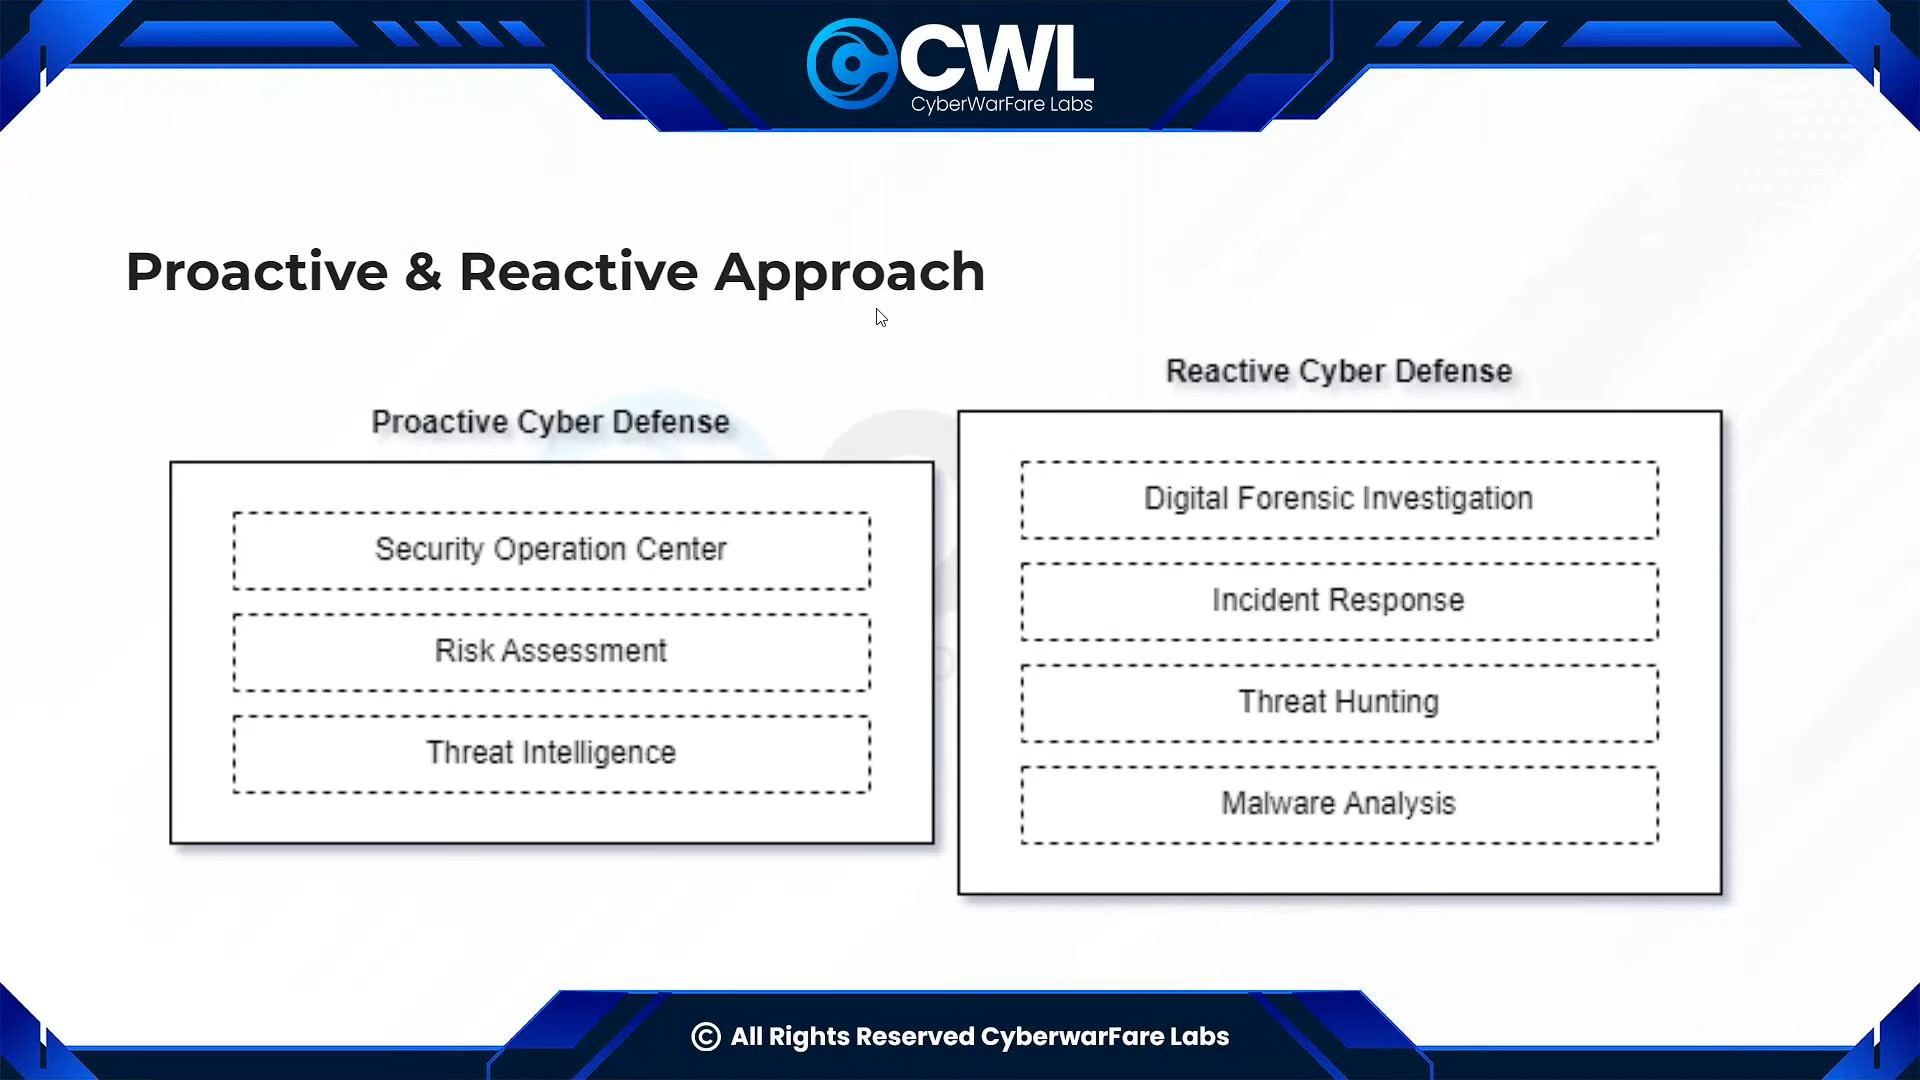 CWL
CyberWarFare Labs
Proactive & Reactive Approach
Proactive Cyber Defense
Security Operation Center
Risk Assessment
Threat Intelligence
Reactive Cyber Defense
Digital Forensic Investigation
Incident Response
Threat Hunting
Malware Analysis
© All Rights Reserved CyberwarFare Labs